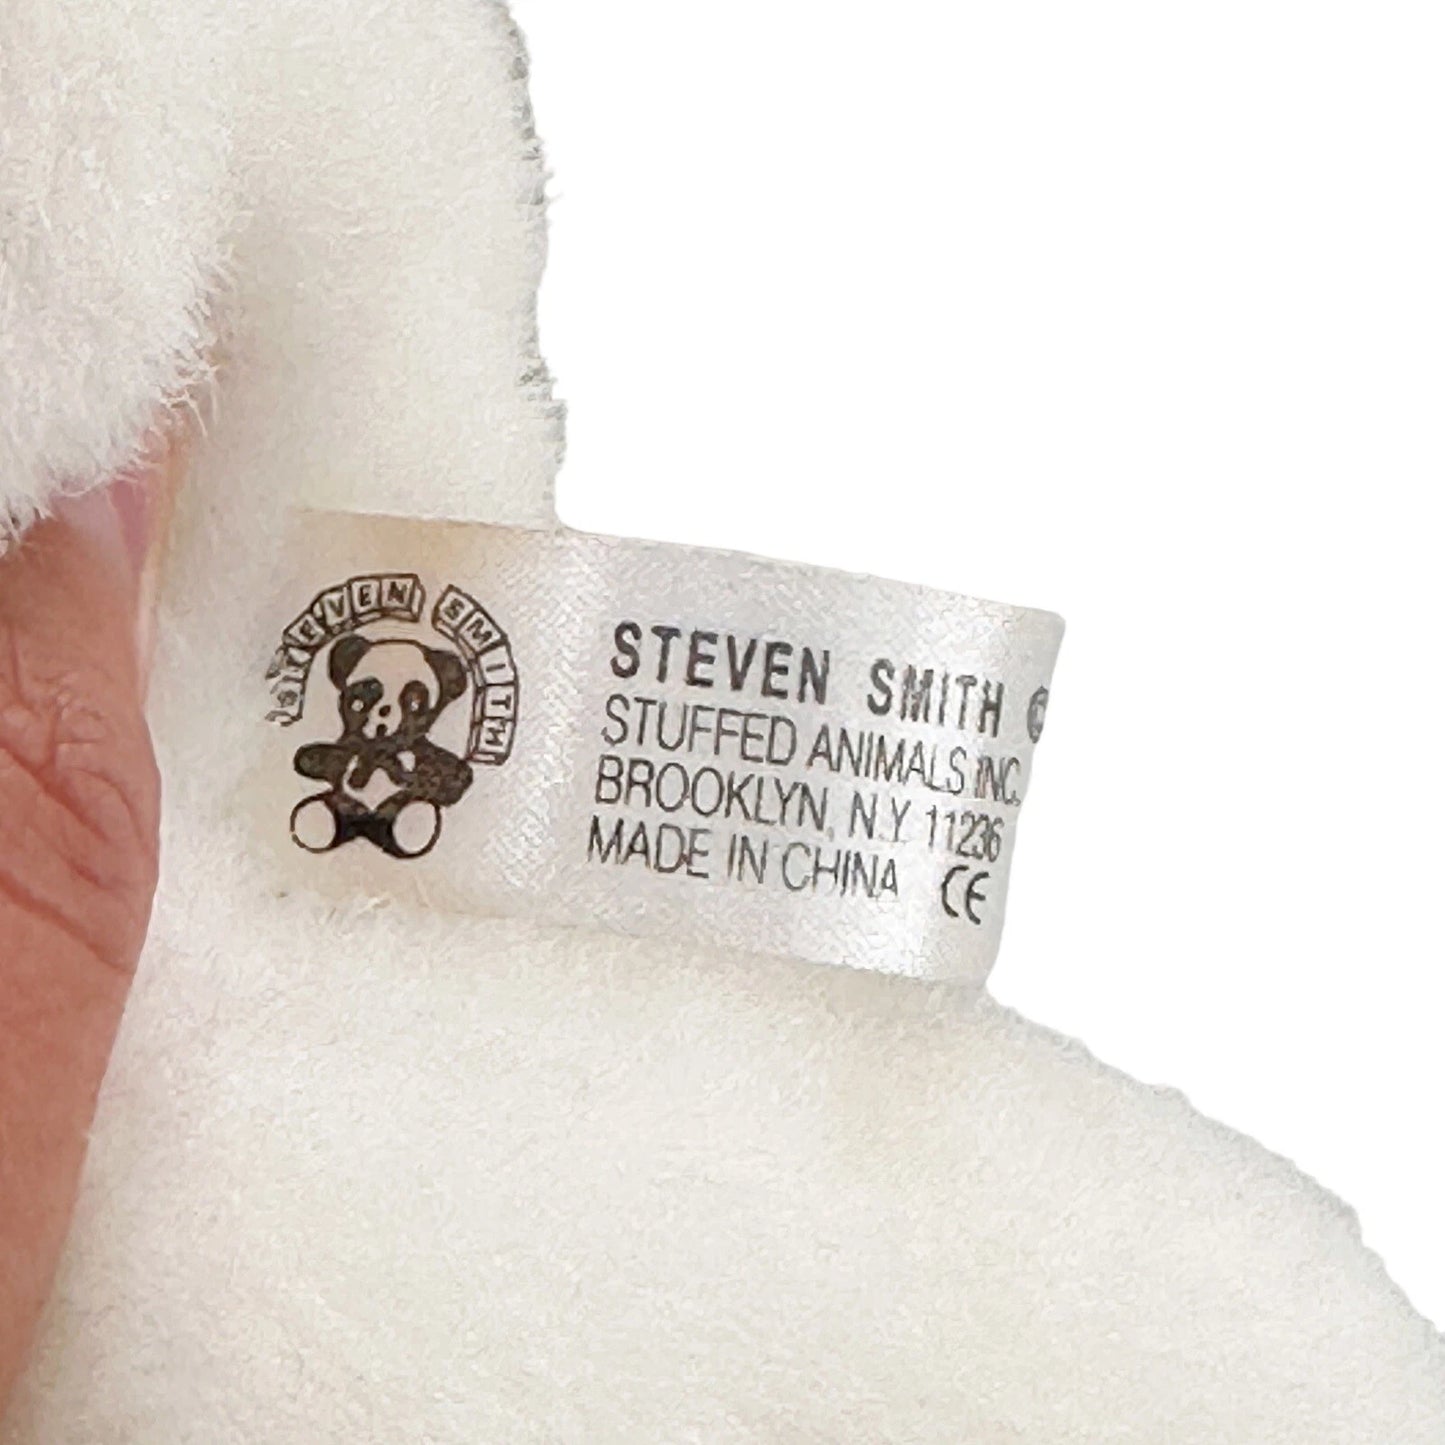 STEVEN SMITH
STEVEN SMITH ©
STUFFED ANIMALS INC.
BROOKLYN, N.Y. 11236
MADE IN CHINA CE